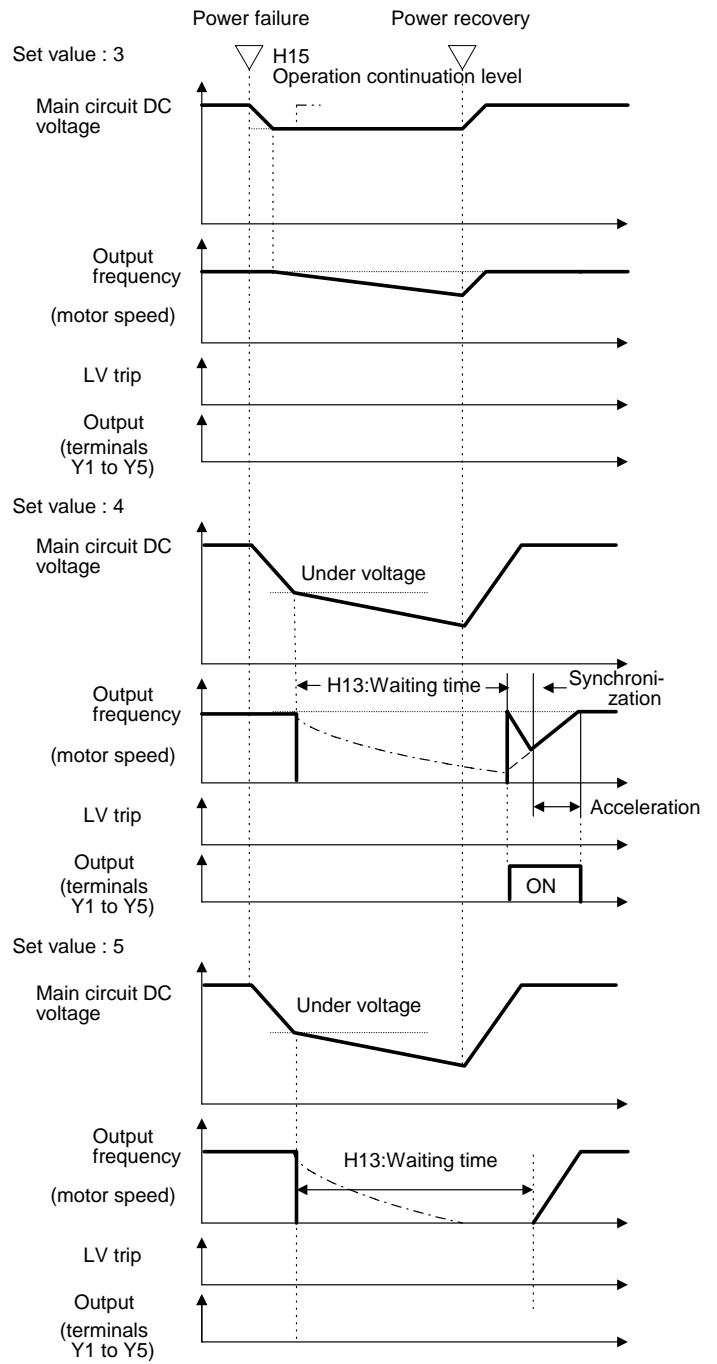 Power failure
Power recovery
Set value : 3
H15
Operation continuation level
Main circuit DC
voltage
Output
frequency
(motor speed)
LV trip
Output
(terminals
Y1 to Y5)
Set value : 4
Main circuit DC
voltage
Under voltage
H13:Waiting time
Synchroni-
zation
Output
frequency
(motor speed)
Acceleration
LV trip
Output
(terminals
Y1 to Y5)
ON
Set value : 5
Main circuit DC
voltage
Under voltage
Output
frequency
H13:Waiting time
(motor speed)
LV trip
Output
(terminals
Y1 to Y5)